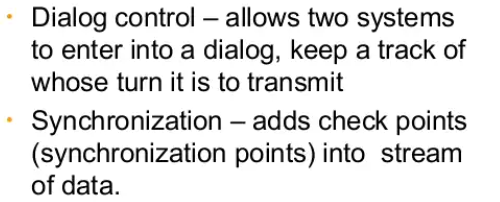 • Dialog control – allows two systems
to enter into a dialog, keep a track of
whose turn it is to transmit
• Synchronization – adds check points
(synchronization points) into  stream
of data.